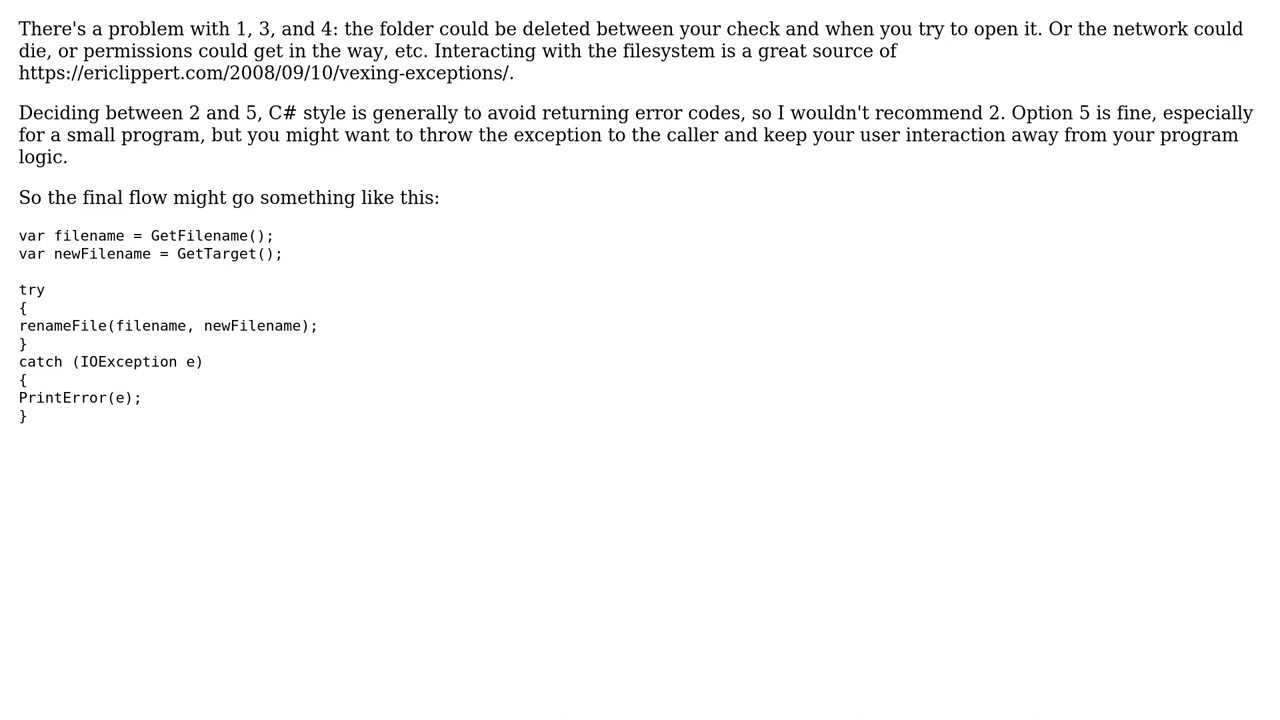 There's a problem with 1, 3, and 4: the folder could be deleted between your check and when you try to open it. Or the network could
die, or permissions could get in the way, etc. Interacting with the filesystem is a great source of
https://ericlippert.com/2008/09/10/vexing-exceptions/.
Deciding between 2 and 5, C# style is generally to avoid returning error codes, so I wouldn't recommend 2. Option 5 is fine, especially
for a small program, but you might want to throw the exception to the caller and keep your user interaction away from your program
logic.
So the final flow might go something like this:
var filename = GetFilename();
var newFilename = GetTarget();
try
{
renameFile(filename, newFilename);
}
catch (IOException e)
{
PrintError(e);
}